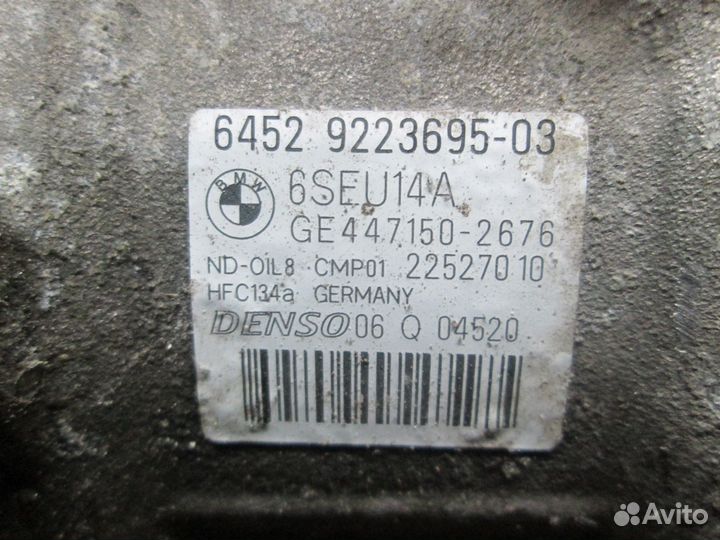 6452 9223695-03
BMW
6SEU14A
GE447150-2676
ND-OIL8 CMP01 22527010
HFC134a GERMANY
DENSO 06 Q 04520
Avito